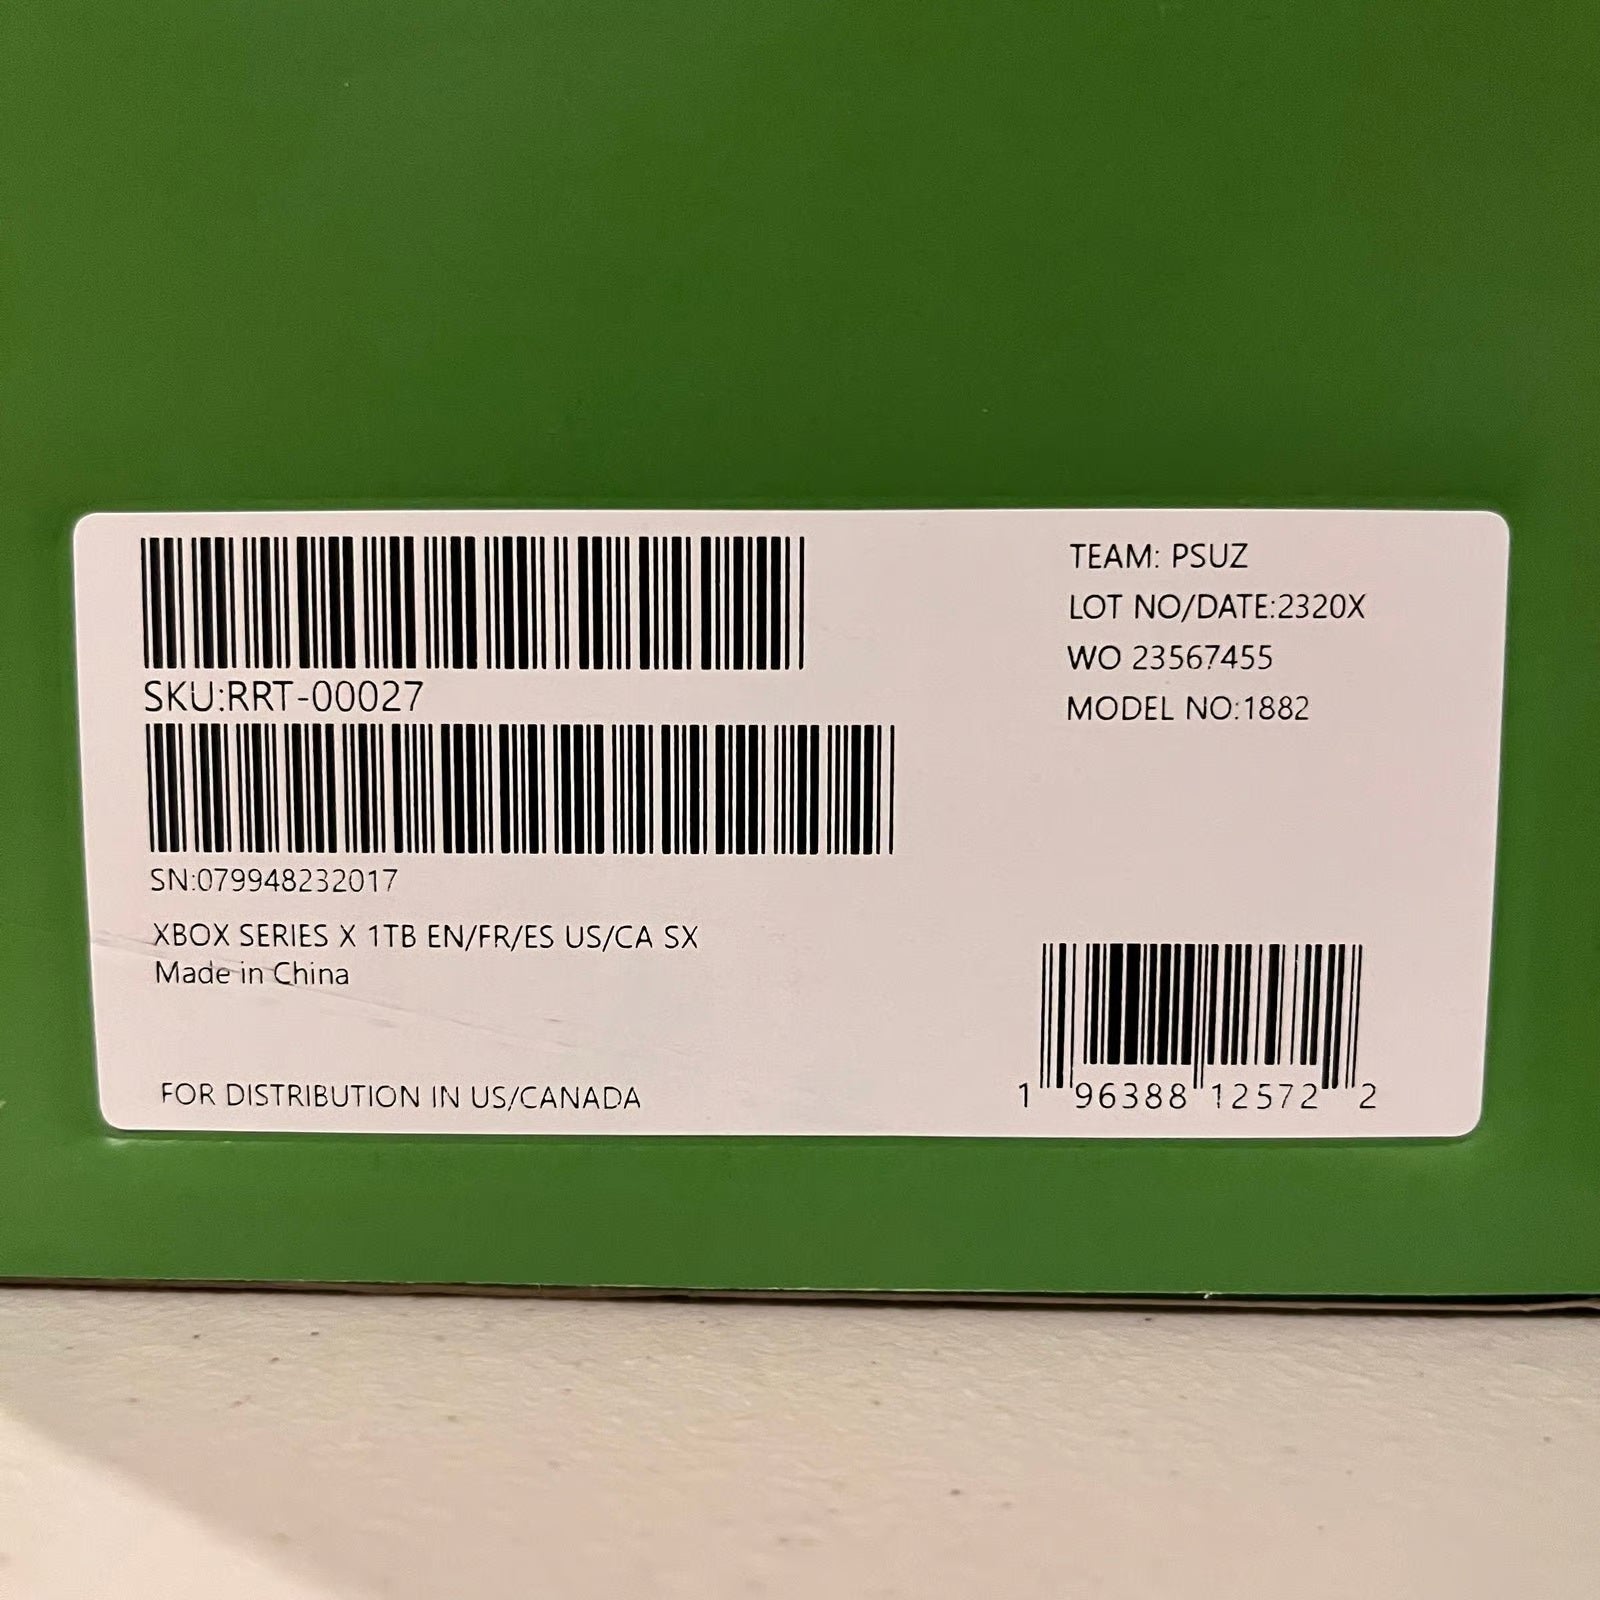 SKU:RRT-00027
SN:079948232017
XBOX SERIES X 1TB EN/FR/ES US/CA SX
Made in China
FOR DISTRIBUTION IN US/CANADA
TEAM: PSUZ
LOT NO/DATE:2320X
WO 23567455
MODEL NO:1882
1 96388 12572 2